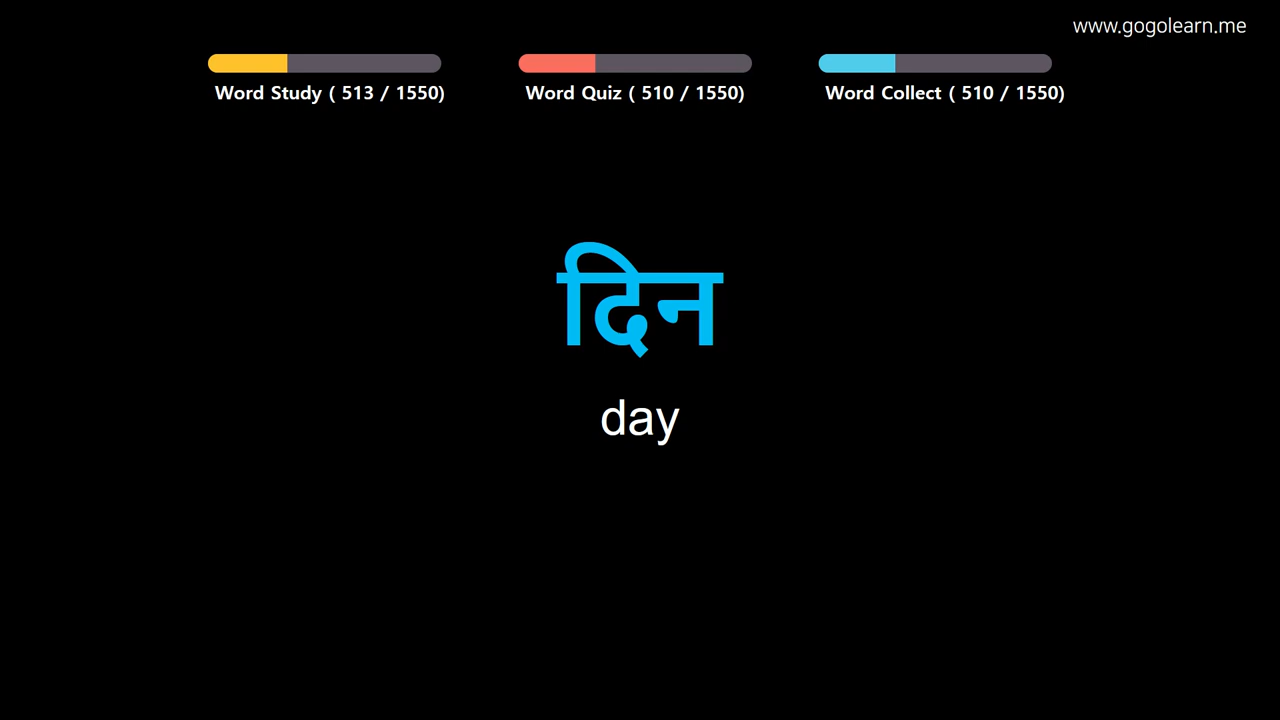 www.gogolearn.me
Word Study ( 513 / 1550)
Word Quiz ( 510 / 1550)
Word Collect ( 510 / 1550)
दिन
day